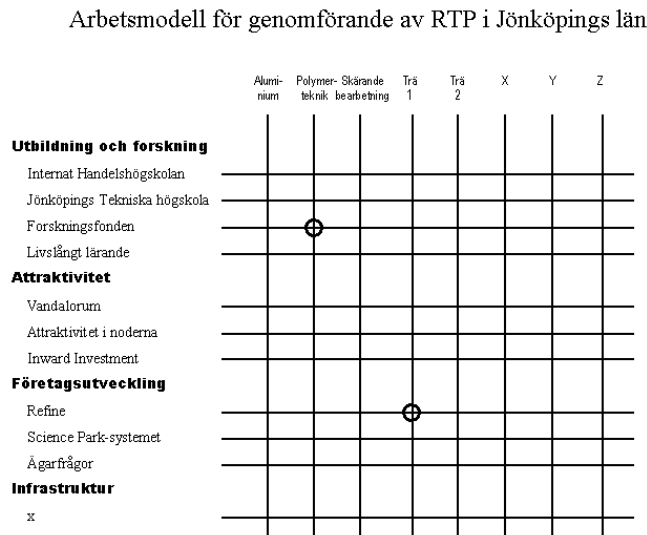 Arbetsmodell för genomförande av RTP i Jönköpings län
Alumi- Polymer- Skärande Trä Trä X Y Z
nium teknik bearbetning 1 2
Utbildning och forskning
Internat Handelshögskolan
Jönköpings Tekniska högskola
Forskningsfonden
Livslångt lärande
Attraktivitet
Vandalorum
Attraktivitet i noderna
Inward Investment
Företagsutveckling
Refine
Science Park-systemet
Ägarfrågor
Infrastruktur
x